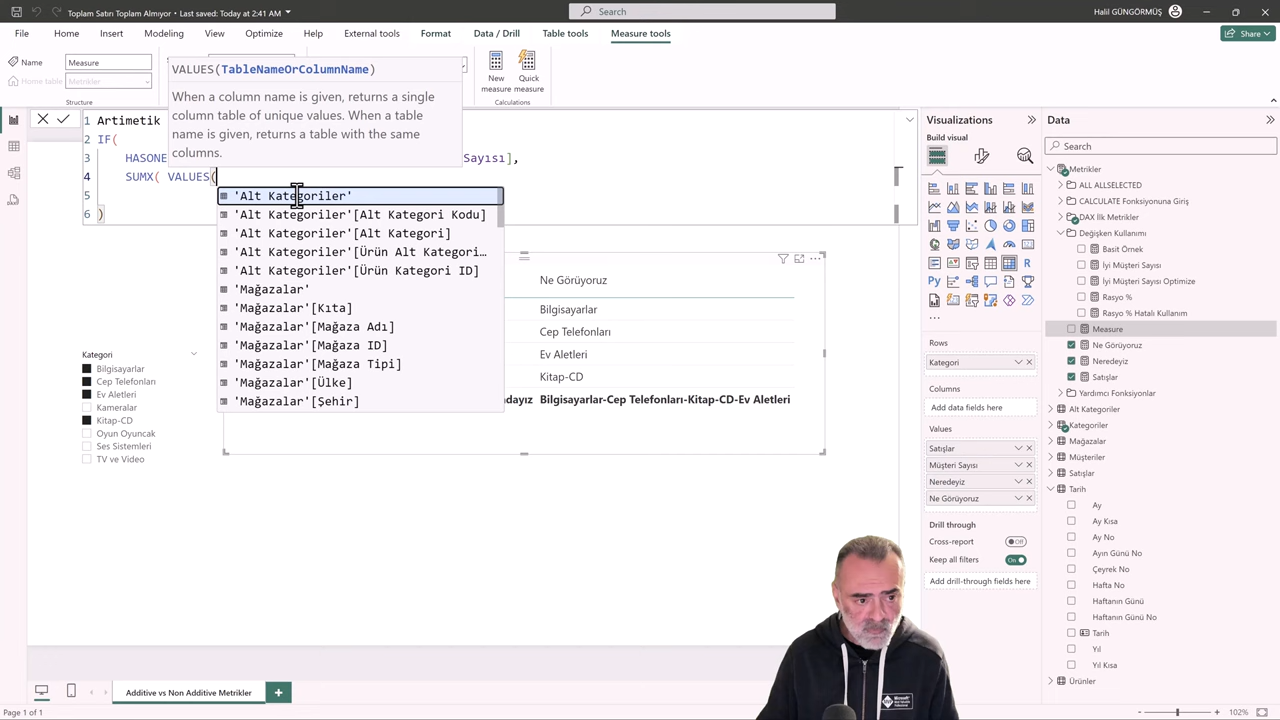 Toplam Satırı Toplam Almıyor • Last saved: Today at 2:41 AM
Search
Halil GÜNGÖRMÜŞ
File
Home
Insert
Modeling
View
Optimize
Help
External tools
Format
Data / Drill
Table tools
Measure tools
Share
Name
Measure
Home table
Metrikler
Structure
New measure
Quick measure
Calculations
VALUES(TableNameOrColumnName)
When a column name is given, returns a single
column table of unique values. When a table
name is given, returns a table with the same
columns.
1 Artimetik
2 IF(
3 HASONE
Sayısı],
4 SUMX( VALUES(
5
6 )
'Alt Kategoriler'
'Alt Kategoriler'[Alt Kategori Kodu]
'Alt Kategoriler'[Alt Kategori]
'Alt Kategoriler'[Ürün Alt Kategori...
'Alt Kategoriler'[Ürün Kategori ID]
'Mağazalar'
'Mağazalar'[Kıta]
'Mağazalar'[Mağaza Adı]
'Mağazalar'[Mağaza ID]
'Mağazalar'[Mağaza Tipi]
'Mağazalar'[Ülke]
'Mağazalar'[Şehir]
Kategori
Bilgisayarlar
Cep Telefonları
Ev Aletleri
Kameralar
Kitap-CD
Oyun Oyuncak
Ses Sistemleri
TV ve Video
Ne Görüyoruz
Bilgisayarlar
Cep Telefonları
Ev Aletleri
Kitap-CD
dayız Bilgisayarlar-Cep Telefonları-Kitap-CD-Ev Aletleri
Visualizations
Build visual
Rows
Kategori
Columns
Add data fields here
Values
Satışlar
Müşteri Sayısı
Neredeyiz
Ne Görüyoruz
Drill through
Cross-report
Off
Keep all filters
On
Add drill-through fields here
Data
Search
Metrikler
ALL ALLSELECTED
CALCULATE Fonksiyonuna Giriş
DAX İlk Metrikler
Değişken Kullanımı
Basit Örnek
İyi Müşteri Sayısı
İyi Müşteri Sayısı Optimize
Rasyo %
Rasyo % Hatalı Kullanım
Measure
Ne Görüyoruz
Neredeyiz
Satışlar
Yardımcı Fonksiyonlar
Alt Kategoriler
Kategoriler
Mağazalar
Müşteriler
Satışlar
Tarih
Ay
Ay Kısa
Ay No
Ayın Günü No
Çeyrek No
Hafta No
Haftanın Günü
Haftanın Günü No
Tarih
Yıl
Yıl Kısa
Ürünler
Additive vs Non Additive Metrikler
Page 1 of 1
102%